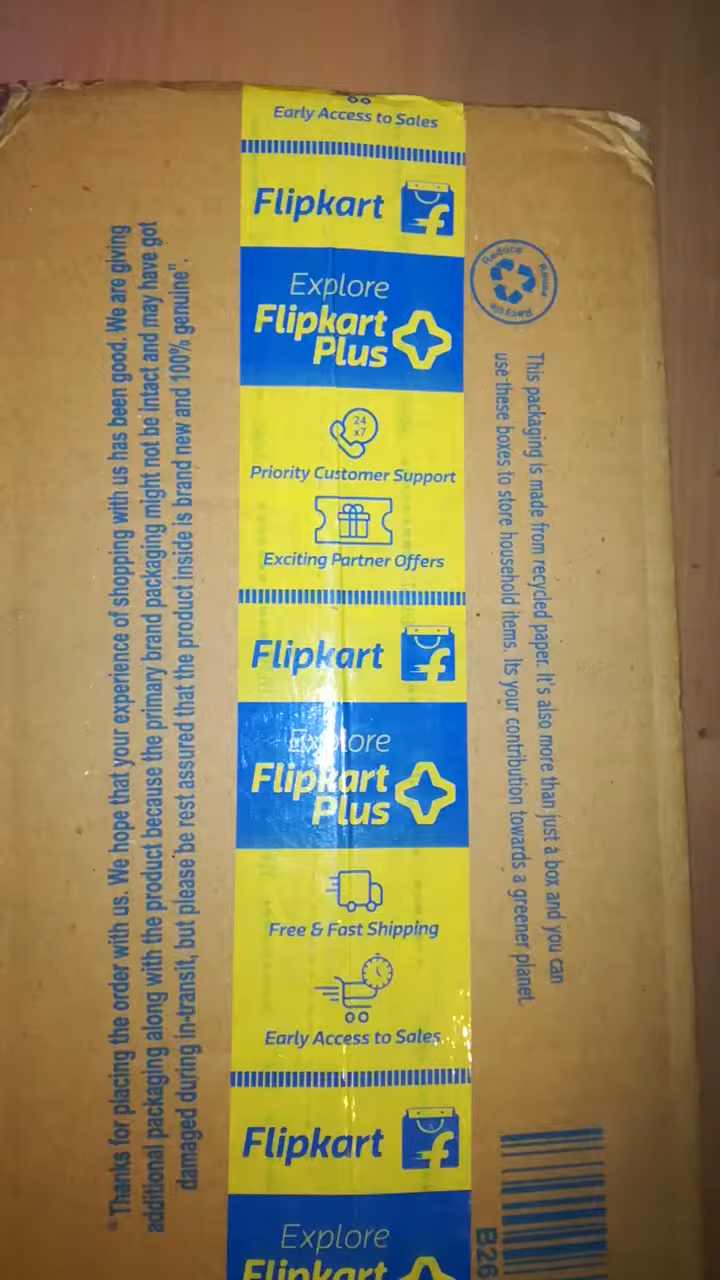 Early Access to Sales
Flipkart
Explore
Flipkart
Plus
24
x7
Priority Customer Support
Exciting Partner Offers
Flipkart
Explore
Flipkart
Plus
Free & Fast Shipping
Early Access to Sales
Flipkart
Explore
Flipkart
"Thanks for placing the order with us. We hope that your experience of shopping with us has been good. We are giving
additional packaging along with the product because the primary brand packaging might not be intact and may have got
damaged during in-transit, but please be rest assured that the product inside is brand new and 100% genuine".
Reduce
Reuse
Recycle
This packaging is made from recycled paper. It's also more than just a box and you can
use these boxes to store household items. Its your contribution towards a greener planet.
B26